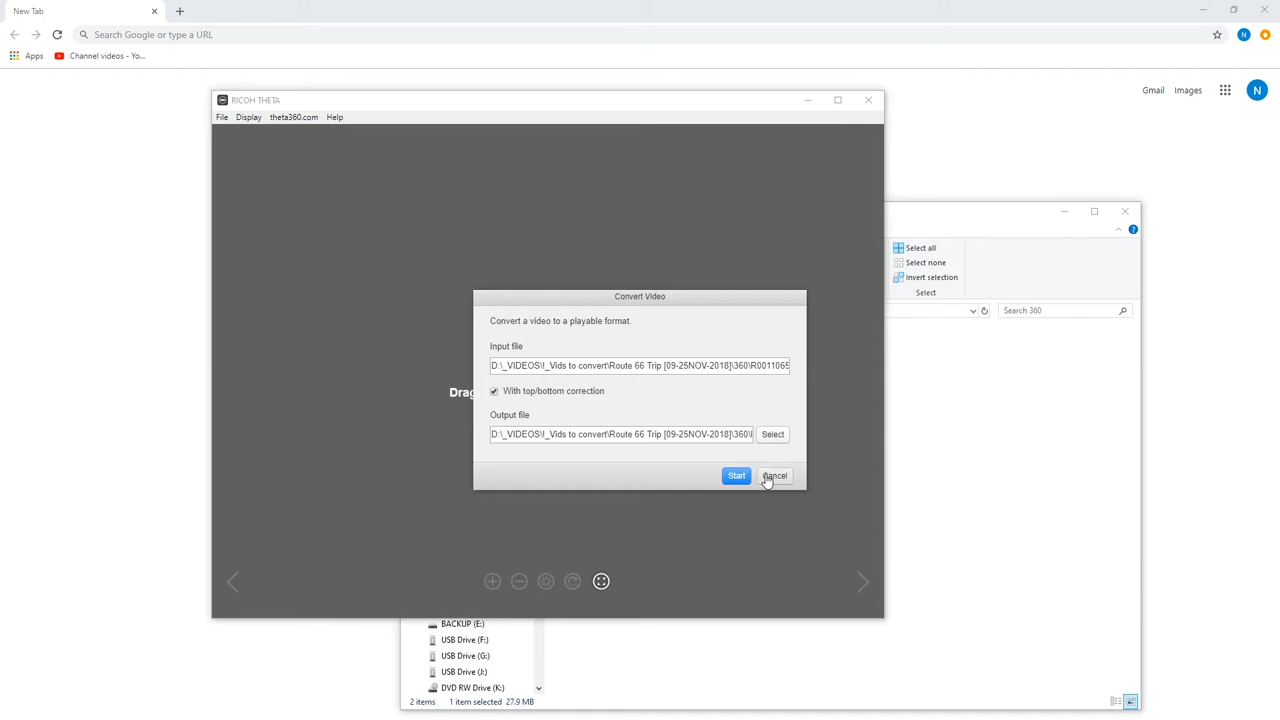 New Tab
Search Google or type a URL
N
Apps
Channel videos - Yo...
Gmail
Images
N
RICOH THETA
File
Display
theta360.com
Help
Select all
Select none
Invert selection
Select
Search 360
Drag
Convert Video
Convert a video to a playable format.
Input file
D:\_VIDEOS\!_Vids to convert\Route 66 Trip [09-25NOV-2018]\360\R0011065
With top/bottom correction
Output file
D:\_VIDEOS\!_Vids to convert\Route 66 Trip [09-25NOV-2018]\360\
Select
Start
Cancel
BACKUP (E:)
USB Drive (F:)
USB Drive (G:)
USB Drive (J:)
DVD RW Drive (K:)
2 items
1 item selected 27.9 MB